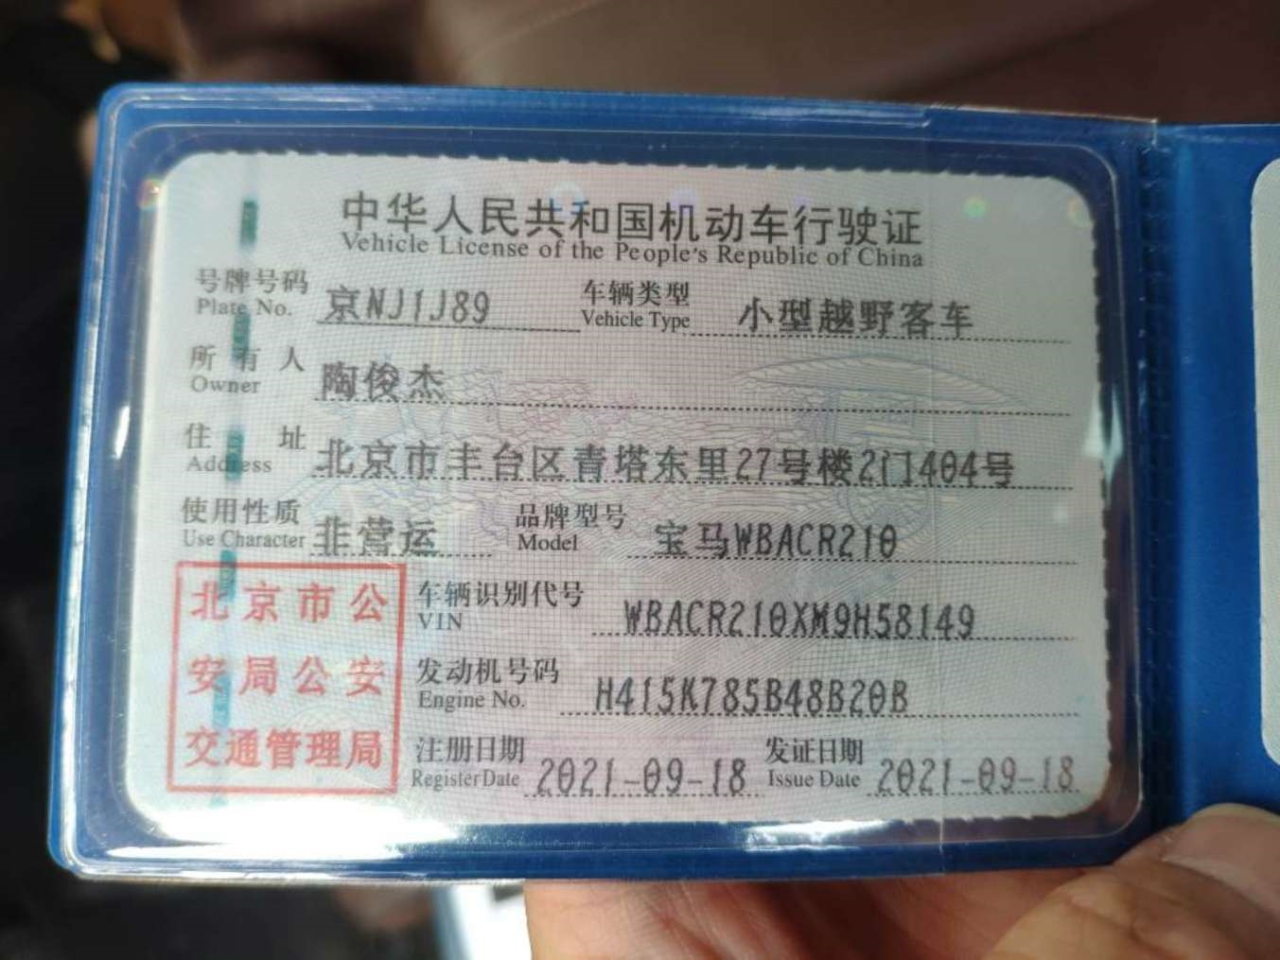 中华人民共和国机动车行驶证
Vehicle License of the People's Republic of China
号牌号码 京NJ1J89 车辆类型 小型越野客车
Plate No. Vehicle Type
所有人 陶俊杰
Owner
住址 北京市丰台区青塔东里27号楼2门404号
Address
使用性质 非营运 品牌型号 宝马WBACR210
Use Character Model
车辆识别代号 WBACR210XM9H58149
VIN
发动机号码 H415K785B48B20B
Engine No.
注册日期 2021-09-18 发证日期 2021-09-18
Register Date Issue Date
北京市公
安局公安
交通管理局